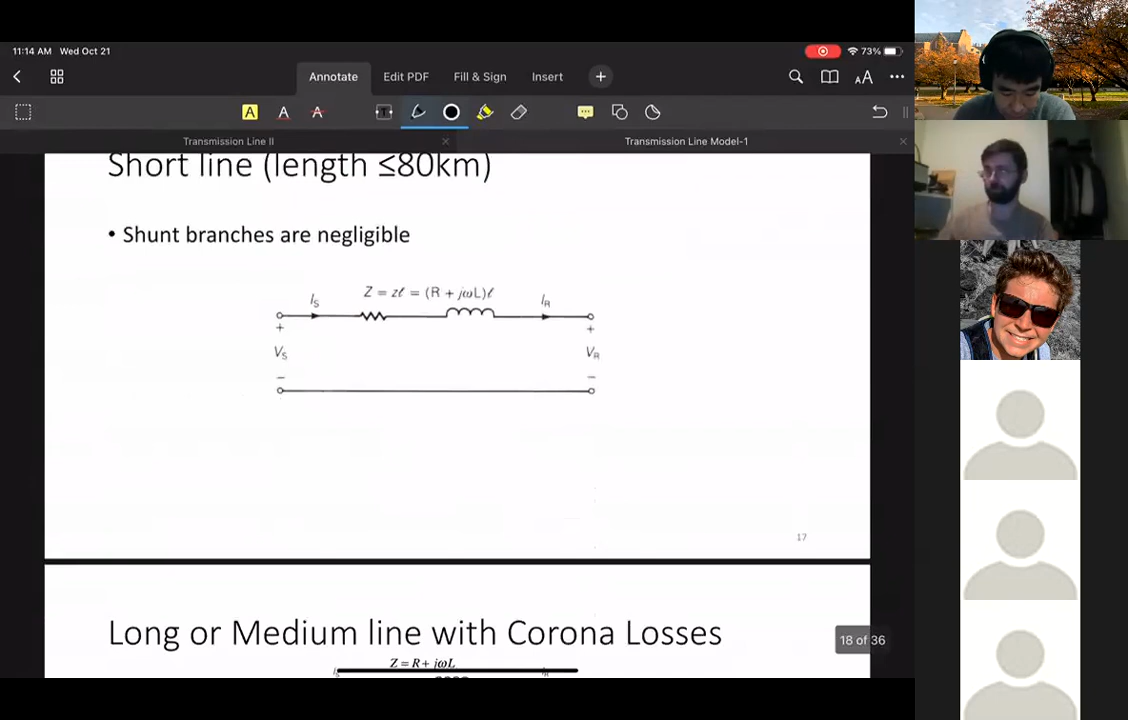 11:14 AM Wed Oct 21
73%
Annotate Edit PDF Fill & Sign Insert
AA
A A A T
Transmission Line II Transmission Line Model-1
Short line (length ≤80km)
• Shunt branches are negligible
Z = zℓ = (R + jωL)ℓ
IS IR
+ +
VS VR
− −
17
Long or Medium line with Corona Losses
18 of 36
Z = R + jωL